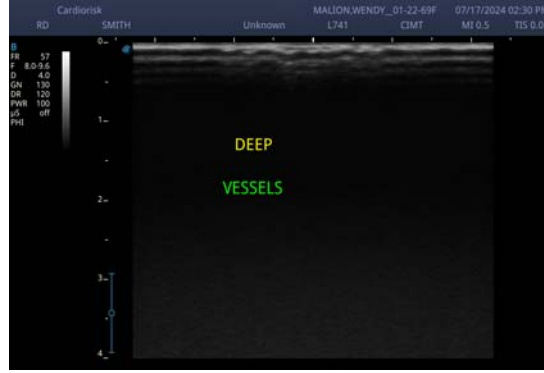 Cardiorisk MALION,WENDY_01-22-69F 07/17/2024 02:30 PM
RD SMITH Unknown L741 CIMT MI 0.5 TIS 0.0
B
FR 57
F 8.0-9.6
D 4.0
GN 130
DR 120
PWR 100
µS off
PHI
0
1
DEEP
VESSELS
2
3
4